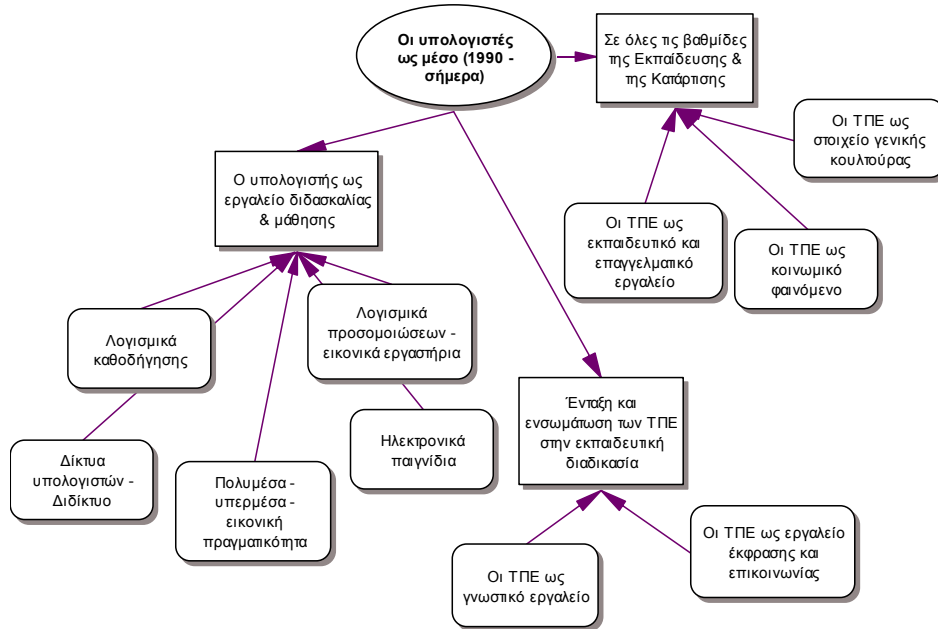 Οι υπολογιστές
ως μέσο (1990 -
σήμερα)
Σε όλες τις βαθμίδες
της Εκπαίδευσης &
της Κατάρτισης
Οι ΤΠΕ ως
στοιχείο γενικής
κουλτούρας
Ο υπολογιστής ως
εργαλείο διδασκαλίας
& μάθησης
Οι ΤΠΕ ως
εκπαιδευτικό και
επαγγελματικό
εργαλείο
Οι ΤΠΕ ως
κοινωμικό
φαινόμενο
Λογισμικά
καθοδήγησης
Λογισμικά
προσομοιώσεων -
εικονικά εργαστήρια
Ένταξη και
ενσωμάτωση των ΤΠΕ
στην εκπαιδευτική
διαδικασία
Δίκτυα
υπολογιστών -
Διδίκτυο
Πολυμέσα -
υπερμέσα -
εικονική
πραγματικότητα
Ηλεκτρονικά
παιγνίδια
Οι ΤΠΕ ως
γνωστικό εργαλείο
Οι ΤΠΕ ως εργαλείο
έκφρασης και
επικοινωνίας